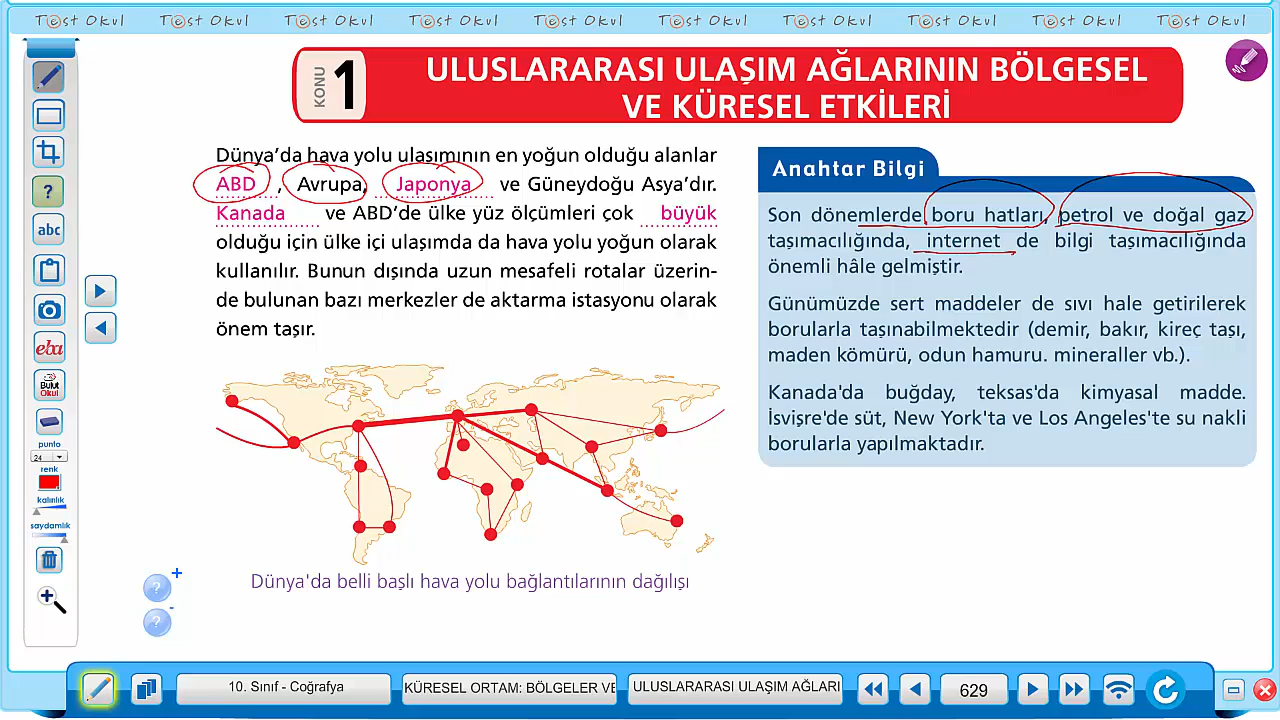 Test Okul Test Okul Test Okul Test Okul Test Okul Test Okul Test Okul Test Okul Test Okul Test Okul
KONU 1
ULUSLARARASI ULAŞIM AĞLARININ BÖLGESEL
VE KÜRESEL ETKİLERİ
Dünya’da hava yolu ulaşımının en yoğun olduğu alanlar
ABD , Avrupa, Japonya ve Güneydoğu Asya’dır.
Kanada ve ABD’de ülke yüz ölçümleri çok büyük
olduğu için ülke içi ulaşımda da hava yolu yoğun olarak
kullanılır. Bunun dışında uzun mesafeli rotalar üzerin-
de bulunan bazı merkezler de aktarma istasyonu olarak
önem taşır.
Dünya'da belli başlı hava yolu bağlantılarının dağılışı
Anahtar Bilgi
Son dönemlerde boru hatları, petrol ve doğal gaz
taşımacılığında, internet de bilgi taşımacılığında
önemli hâle gelmiştir.
Günümüzde sert maddeler de sıvı hale getirilerek
borularla taşınabilmektedir (demir, bakır, kireç taşı,
maden kömürü, odun hamuru. mineraller vb.).
Kanada'da buğday, teksas'da kimyasal madde.
İsvişre'de süt, New York'ta ve Los Angeles'te su nakli
borularla yapılmaktadır.
?
abc
eba
Bulut
Okul
punto
24
renk
kalınlık
saydamlık
? +
? -
10. Sınıf - Coğrafya
KÜRESEL ORTAM: BÖLGELER VE
ULUSLARARASI ULAŞIM AĞLARI
629